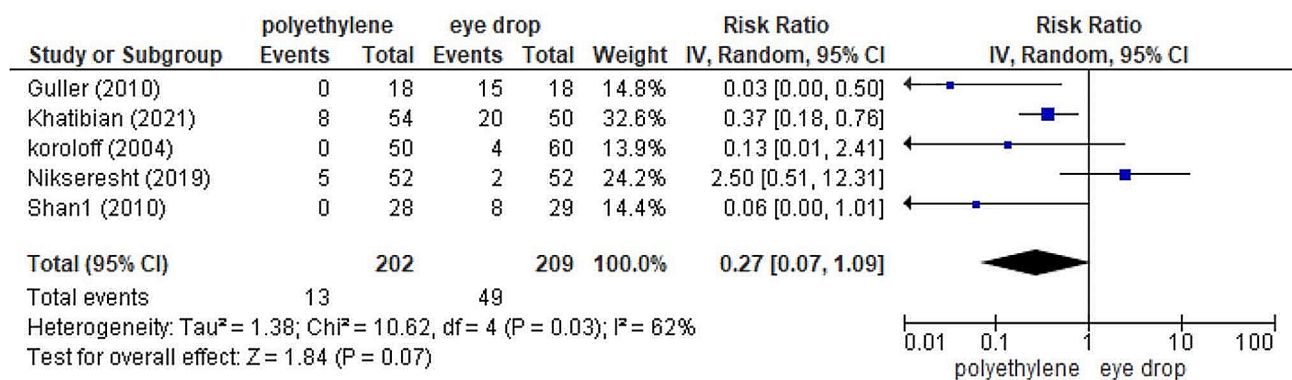 polyethylene eye drop Risk Ratio Risk Ratio
Study or Subgroup Events Total Events Total Weight IV, Random, 95% CI IV, Random, 95% CI
Guller (2010) 0 18 15 18 14.8% 0.03 [0.00, 0.50]
Khatibian (2021) 8 54 20 50 32.6% 0.37 [0.18, 0.76]
koroloff (2004) 0 50 4 60 13.9% 0.13 [0.01, 2.41]
Nikseresht (2019) 5 52 2 52 24.2% 2.50 [0.51, 12.31]
Shan1 (2010) 0 28 8 29 14.4% 0.06 [0.00, 1.01]
Total (95% CI) 202 209 100.0% 0.27 [0.07, 1.09]
Total events 13 49
Heterogeneity: Tau² = 1.38; Chi² = 10.62, df = 4 (P = 0.03); I² = 62%
Test for overall effect: Z = 1.84 (P = 0.07)
0.01 0.1 1 10 100
polyethylene eye drop